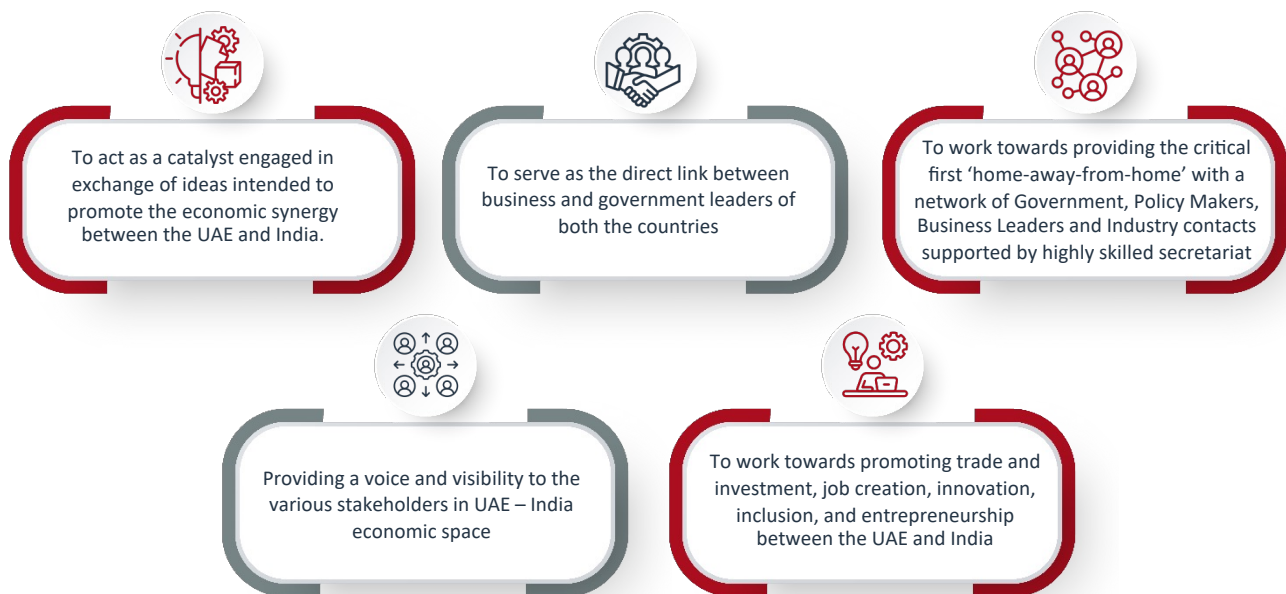 To act as a catalyst engaged in
exchange of ideas intended to
promote the economic synergy
between the UAE and India.
To serve as the direct link between
business and government leaders of
both the countries
To work towards providing the critical
first ‘home-away-from-home’ with a
network of Government, Policy Makers,
Business Leaders and Industry contacts
supported by highly skilled secretariat
Providing a voice and visibility to the
various stakeholders in UAE – India
economic space
To work towards promoting trade and
investment, job creation, innovation,
inclusion, and entrepreneurship
between the UAE and India